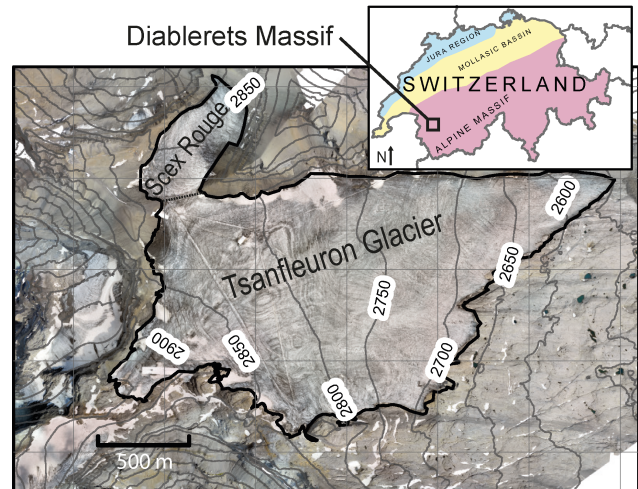 Diablerets Massif
JURA REGION
MOLLASIC BASSIN
SWITZERLAND
ALPINE MASSIF
N
2850
Scex Rouge
2600
Tsanfleuron Glacier
2650
2750
2900
2850
2700
2800
500 m